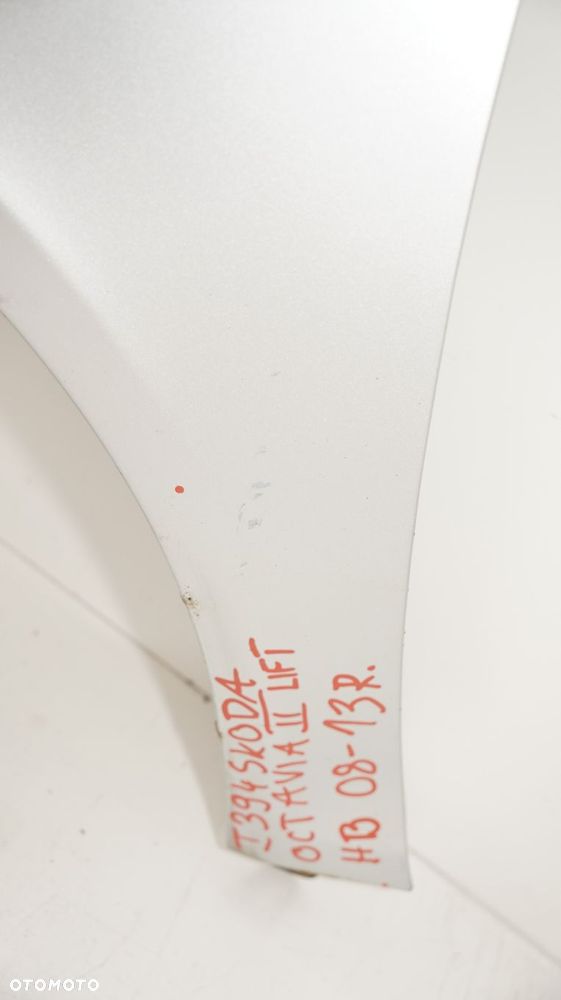 T394 SKODA
OCTAVIA II LIFT
HB 08-13R.
OTOMOTO